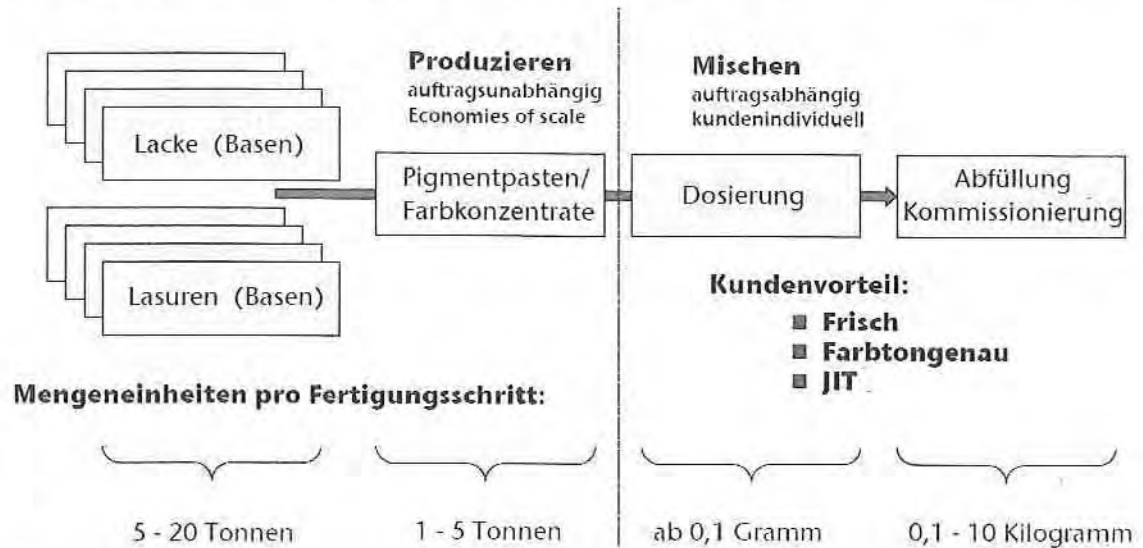 Produzieren
auftragsunabhängig
Economies of scale
Mischen
auftragsabhängig
kundenindividuell
Lacke (Basen)
Lasuren (Basen)
Pigmentpasten/
Farbkonzentrate
Dosierung
Abfüllung
Kommissionierung
Kundenvorteil:
Frisch
Farbtongenau
JIT
Mengeneinheiten pro Fertigungsschritt:
5 - 20 Tonnen
1 - 5 Tonnen
ab 0,1 Gramm
0,1 - 10 Kilogramm